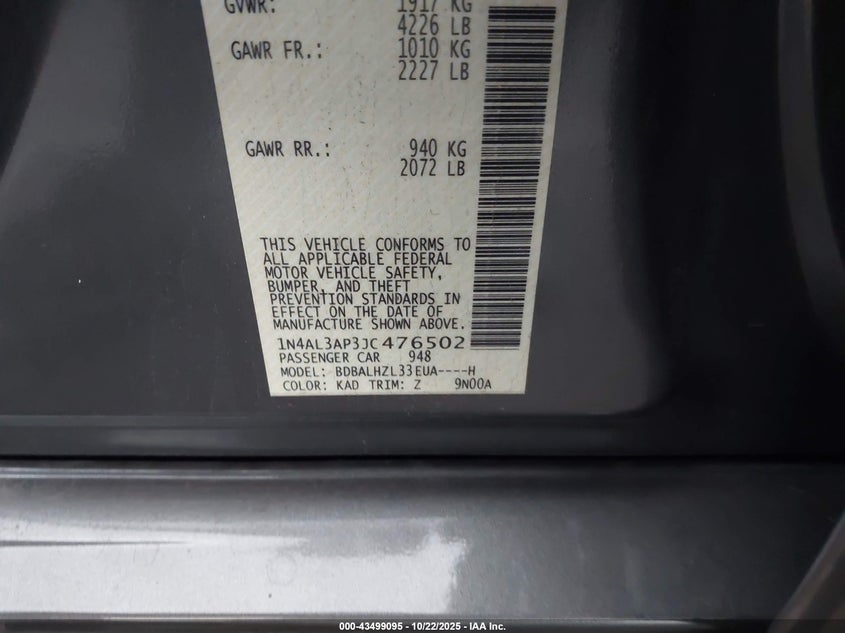 GVWR: 1917 KG
4226 LB
GAWR FR.: 1010 KG
2227 LB
GAWR RR.: 940 KG
2072 LB
THIS VEHICLE CONFORMS TO
ALL APPLICABLE FEDERAL
MOTOR VEHICLE SAFETY,
BUMPER, AND THEFT
PREVENTION STANDARDS IN
EFFECT ON THE DATE OF
MANUFACTURE SHOWN ABOVE.
1N4AL3AP3JC476502
PASSENGER CAR 948
MODEL: BDBALHZL33EUA----H
COLOR: KAD TRIM: Z 9N00A
000-43499095 - 10/22/2025 - IAA Inc.